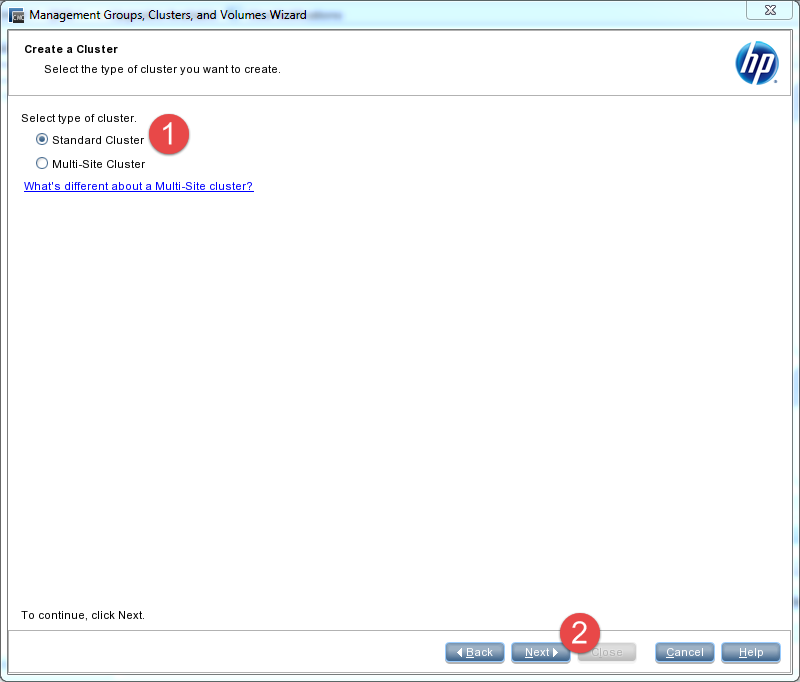 CMC Management Groups, Clusters, and Volumes Wizard
Create a Cluster
Select the type of cluster you want to create.
hp
Select type of cluster.
Standard Cluster 1
Multi-Site Cluster
What's different about a Multi-Site cluster?
To continue, click Next.
2
Back Next Close Cancel Help